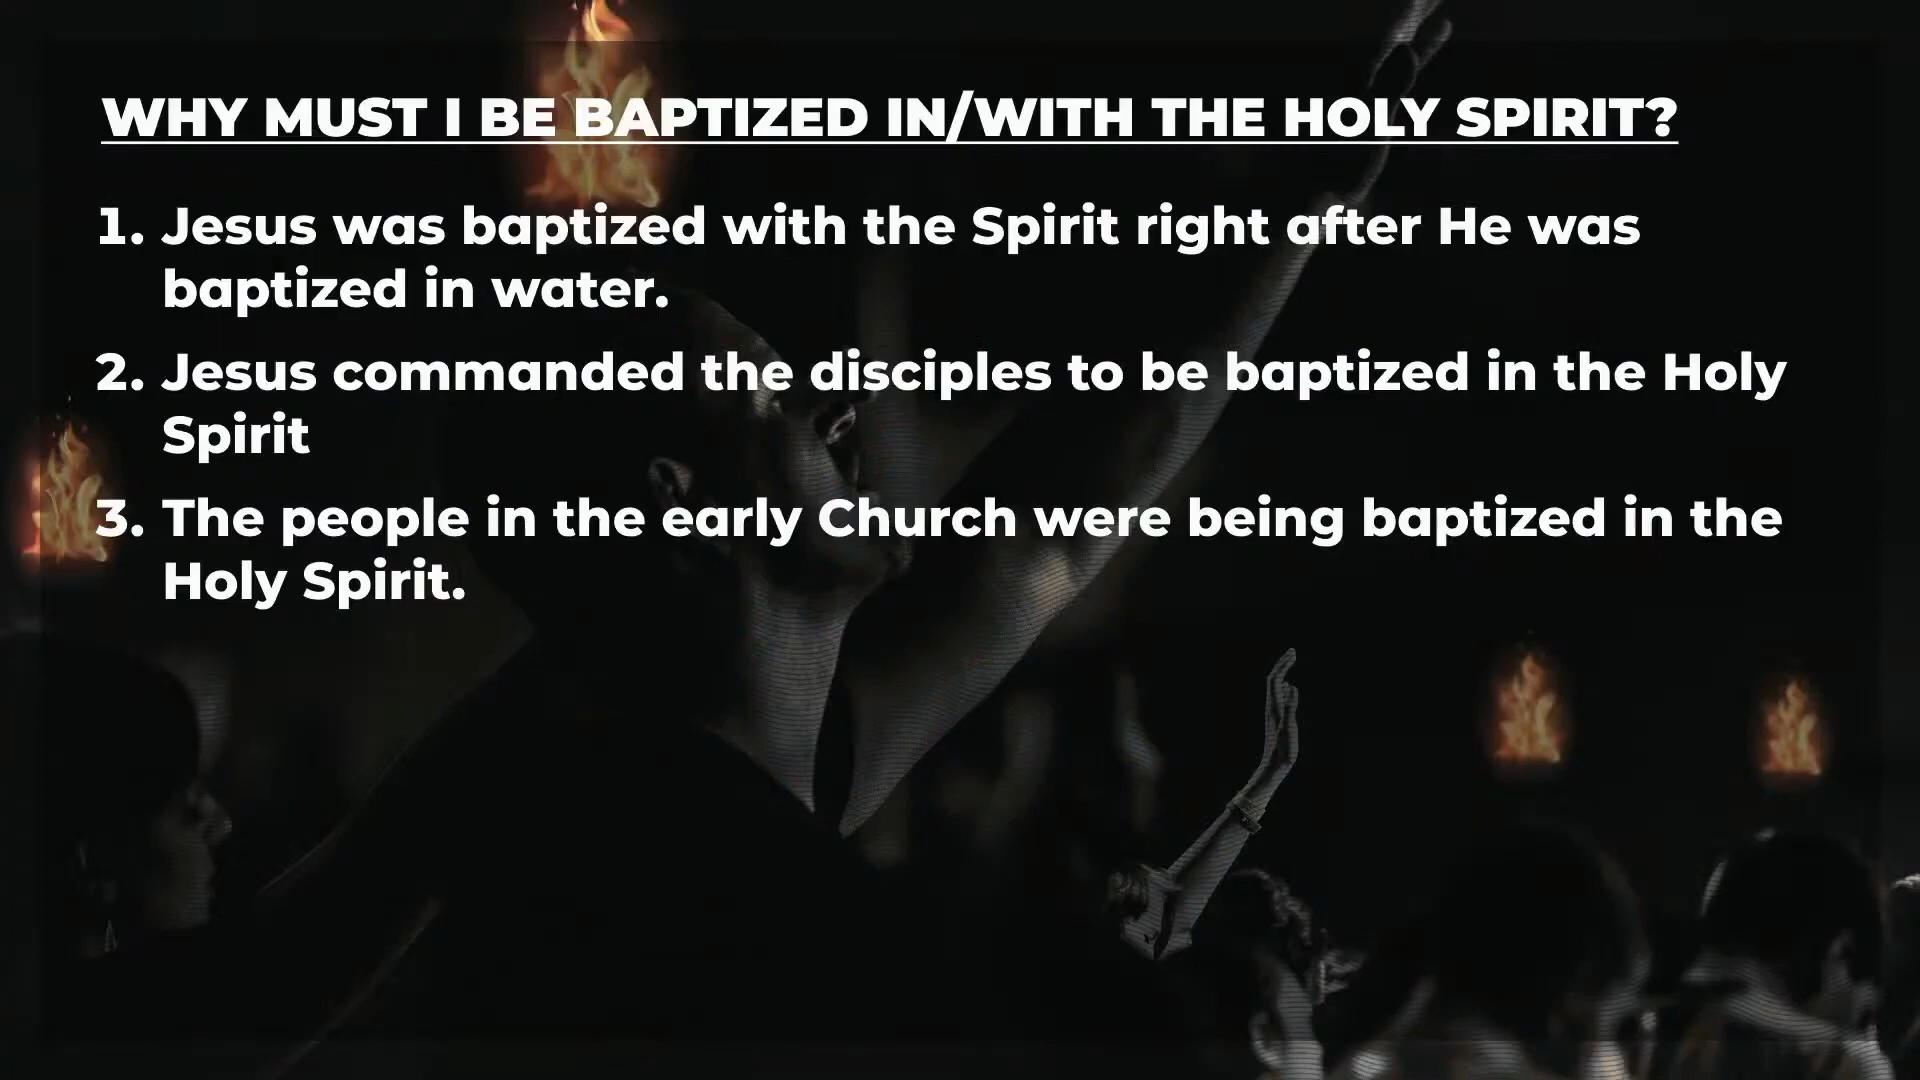 WHY MUST I BE BAPTIZED IN/WITH THE HOLY SPIRIT?
1. Jesus was baptized with the Spirit right after He was
baptized in water.
2. Jesus commanded the disciples to be baptized in the Holy
Spirit
3. The people in the early Church were being baptized in the
Holy Spirit.